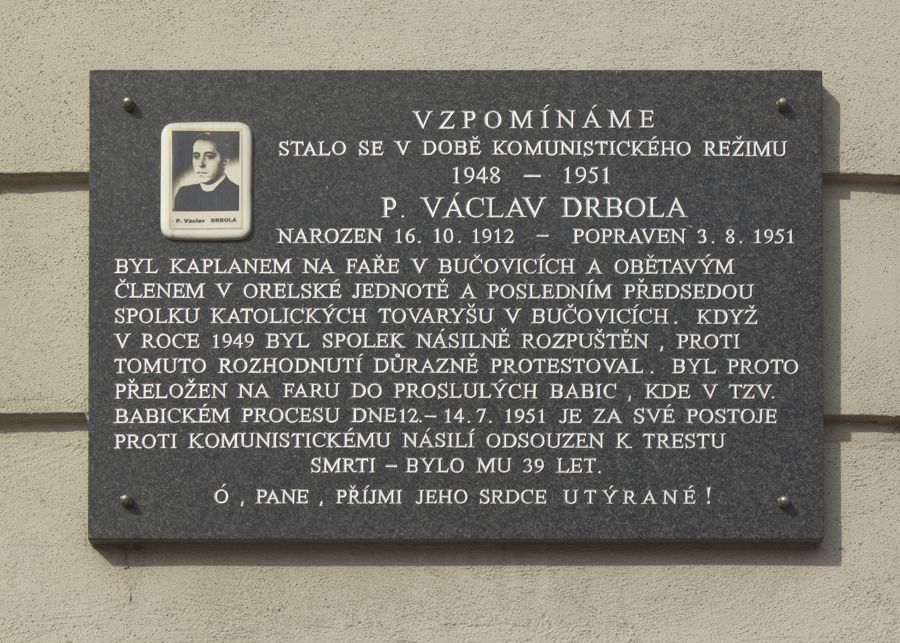 VZPOMÍNÁME
STALO SE V DOBĚ KOMUNISTICKÉHO REŽIMU
1948 – 1951
P. VÁCLAV DRBOLA
P. Václav DRBOLA
NAROZEN 16. 10. 1912 – POPRAVEN 3. 8. 1951
BYL KAPLANEM NA FAŘE V BUČOVICÍCH A OBĚTAVÝM
ČLENEM V ORELSKÉ JEDNOTĚ A POSLEDNÍM PŘEDSEDOU
SPOLKU KATOLICKÝCH TOVARYŠU V BUČOVICÍCH. KDYŽ
V ROCE 1949 BYL SPOLEK NÁSILNĚ ROZPUŠTĚN , PROTI
TOMUTO ROZHODNUTÍ DŮRAZNĚ PROTESTOVAL. BYL PROTO
PŘELOŽEN NA FARU DO PROSLULÝCH BABIC , KDE V TZV.
BABICKÉM PROCESU DNE12.– 14.7. 1951 JE ZA SVÉ POSTOJE
PROTI KOMUNISTICKÉMU NÁSILÍ ODSOUZEN K TRESTU
SMRTI – BYLO MU 39 LET.
Ó , PANE , PŘÍJMI JEHO SRDCE UTÝRANÉ!